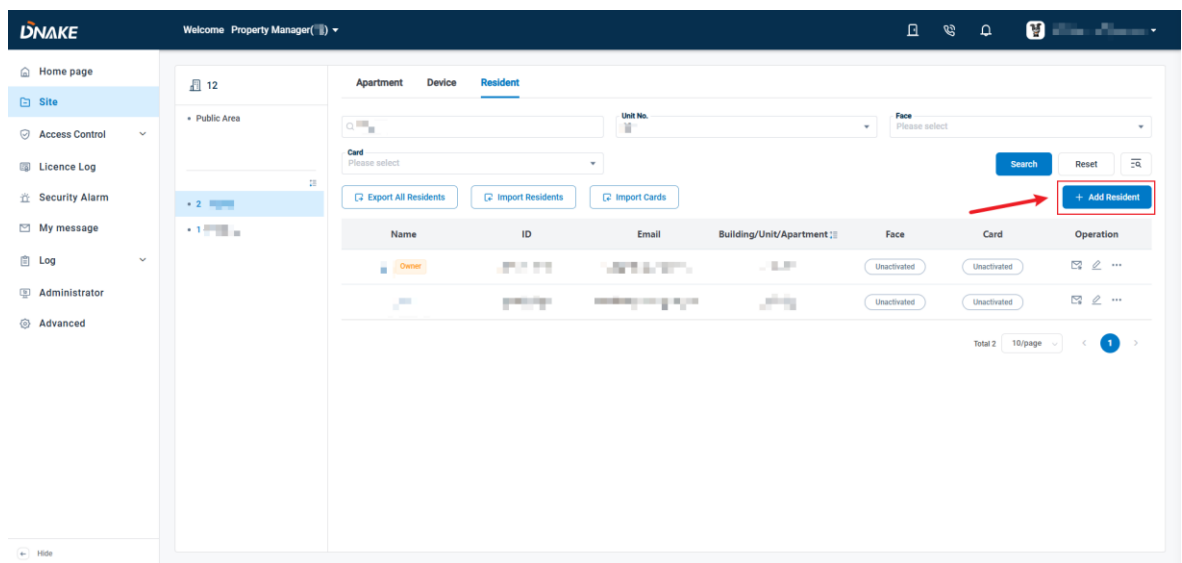 DNAKE
Welcome Property Manager( )
Home page
Site
Access Control
Licence Log
Security Alarm
My message
Log
Administrator
Advanced
Hide
12
Public Area
2
1
Apartment Device Resident
Unit No.
Face
Please select
Card
Please select
Search Reset
Export All Residents Import Residents Import Cards
+ Add Resident
Name ID Email Building/Unit/Apartment Face Card Operation
Owner Unactivated Unactivated
Unactivated Unactivated
Total 2 10/page < 1 >